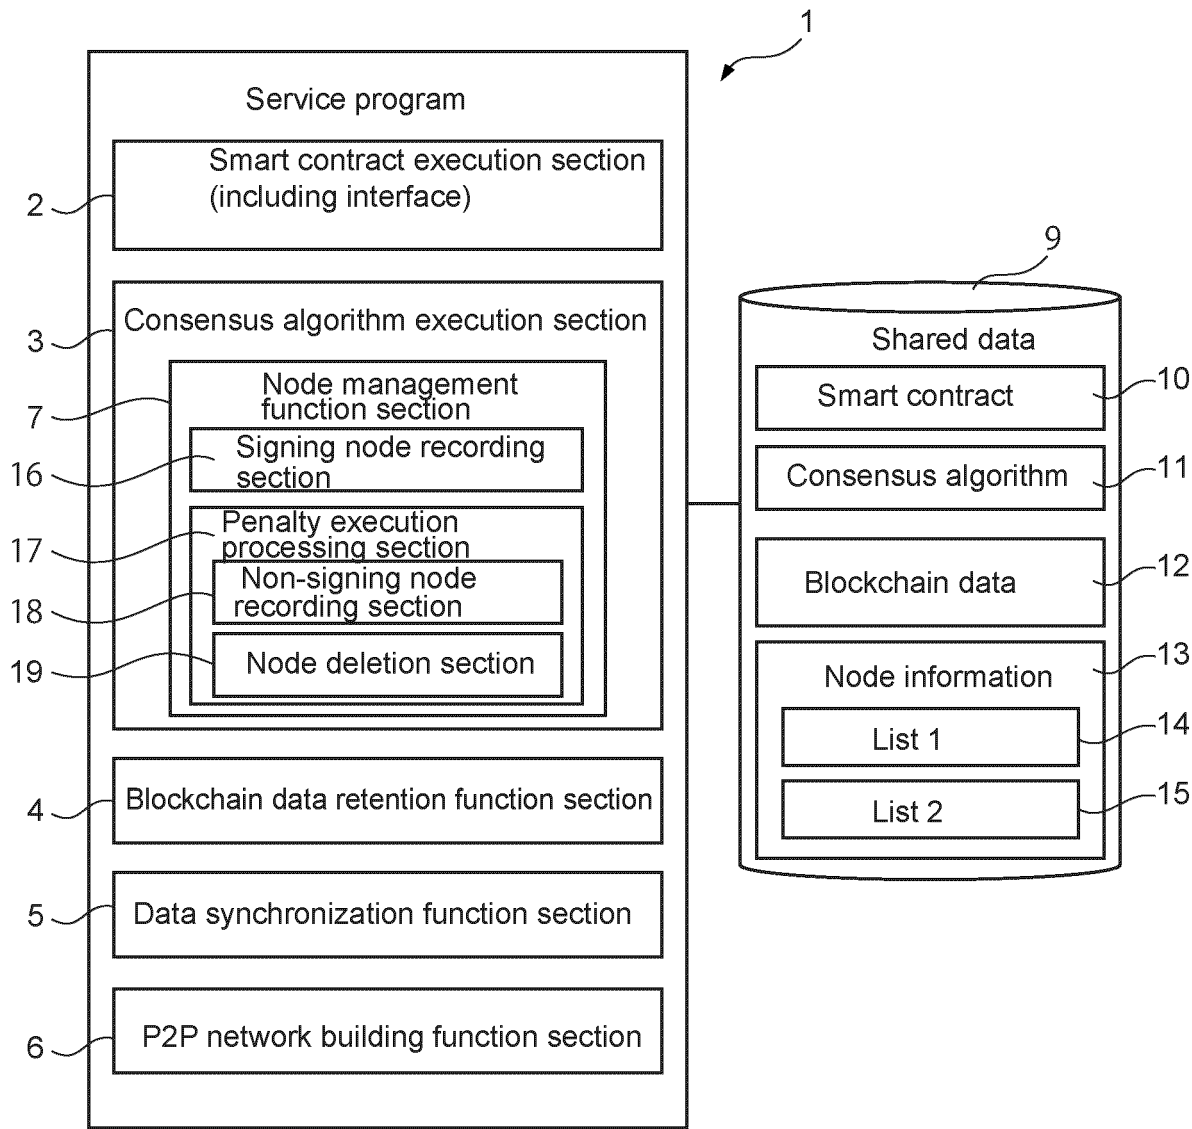 1
Service program
Smart contract execution section
(including interface)
2
3
Consensus algorithm execution section
7
Node management
function section
16
Signing node recording
section
17
Penalty execution
processing section
18
Non-signing node
recording section
19
Node deletion section
4
Blockchain data retention function section
5
Data synchronization function section
6
P2P network building function section
9
Shared data
Smart contract
10
Consensus algorithm
11
Blockchain data
12
Node information
13
List 1
14
List 2
15